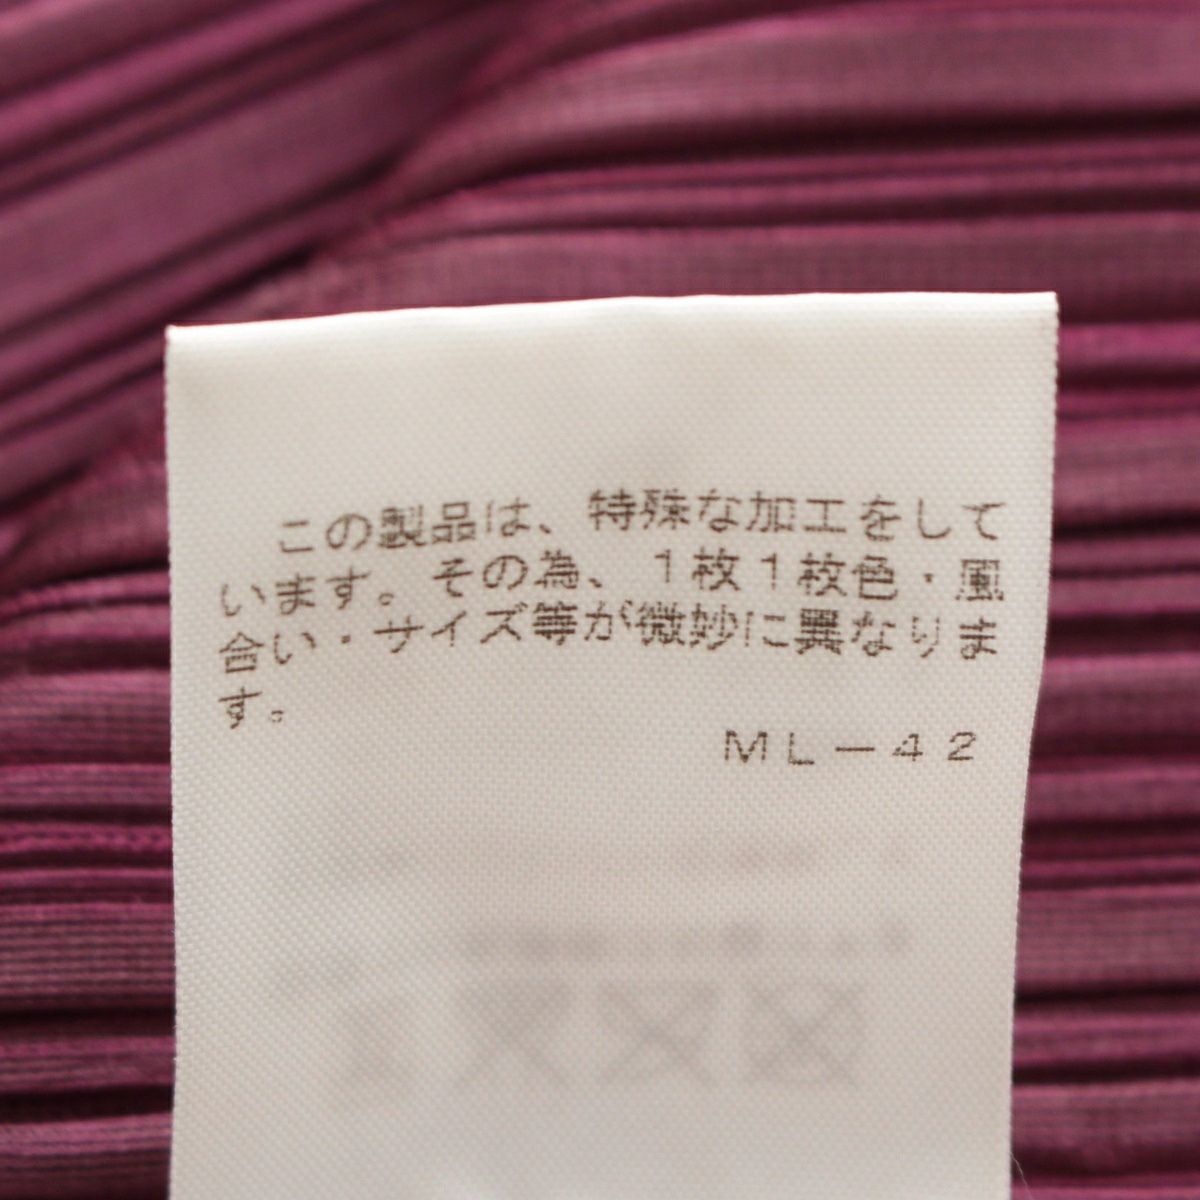 この製品は、特殊な加工をして
います。その為、1枚1枚色・風
合い・サイズ等が微妙に異なりま
す。
ML-42